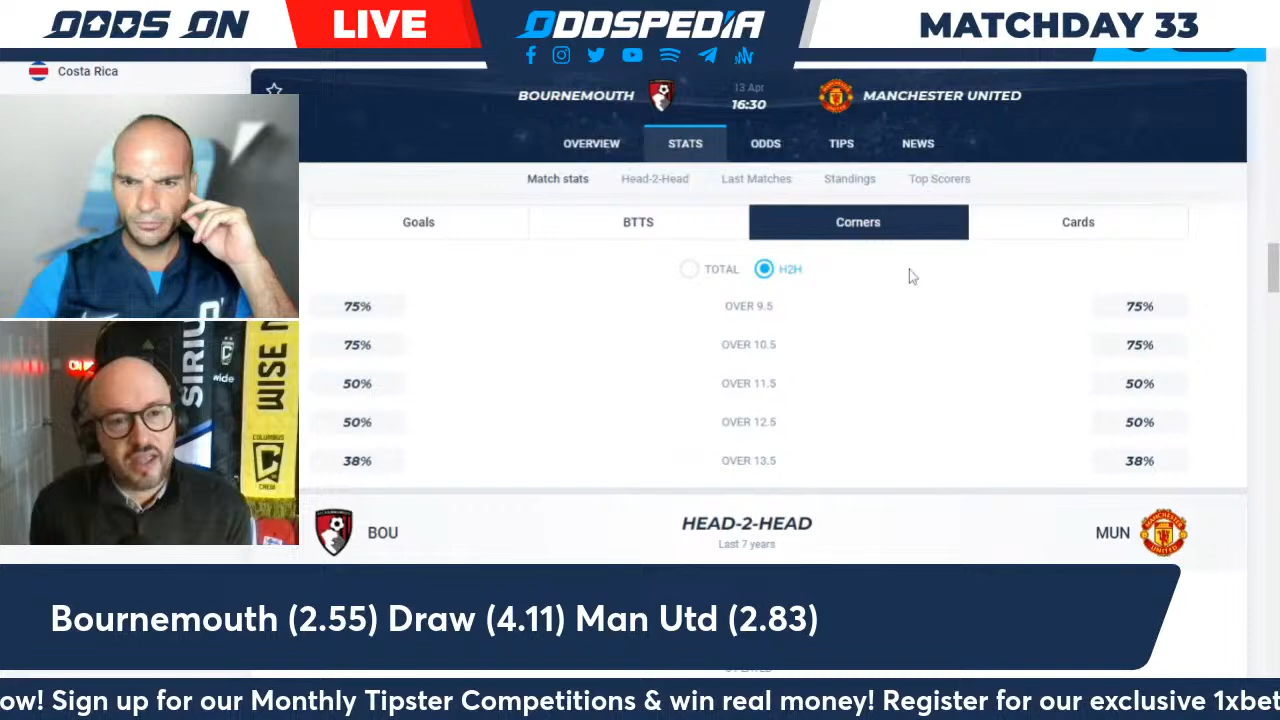 ODDS ON
LIVE
ODDSPEDIA
MATCHDAY 33
Costa Rica
BOURNEMOUTH
13 Apr
16:30
MANCHESTER UNITED
OVERVIEW
STATS
ODDS
TIPS
NEWS
Match stats
Head-2-Head
Last Matches
Standings
Top Scorers
Goals
BTTS
Corners
Cards
TOTAL
H2H
75% OVER 9.5 75%
75% OVER 10.5 75%
50% OVER 11.5 50%
50% OVER 12.5 50%
38% OVER 13.5 38%
SIRIU
wide
WISE N
COLUMBUS
CREW
BOU
HEAD-2-HEAD
Last 7 years
MUN
Bournemouth (2.55) Draw (4.11) Man Utd (2.83)
ow! Sign up for our Monthly Tipster Competitions & win real money! Register for our exclusive 1xbet